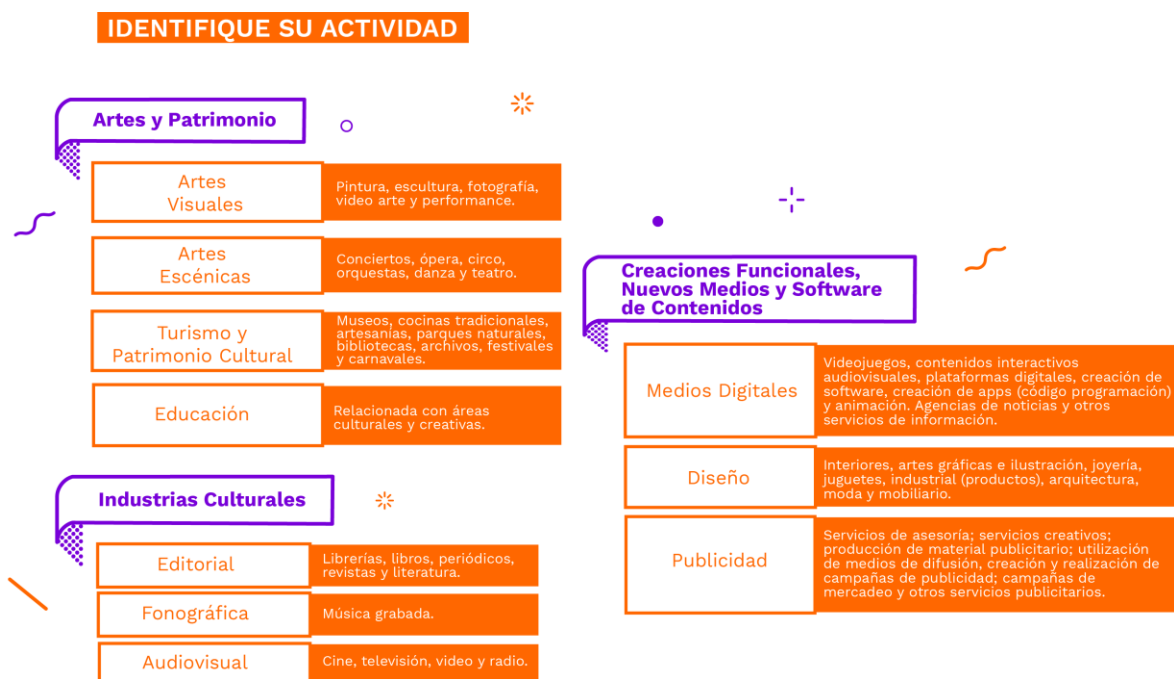 IDENTIFIQUE SU ACTIVIDAD
Artes y Patrimonio
Artes
Visuales
Pintura, escultura, fotografía,
video arte y performance.
Artes
Escénicas
Conciertos, ópera, circo,
orquestas, danza y teatro.
Turismo y
Patrimonio Cultural
Museos, cocinas tradicionales,
artesanías, parques naturales,
bibliotecas, archivos, festivales
y carnavales.
Educación
Relacionada con áreas
culturales y creativas.
Industrias Culturales
Editorial
Librerías, libros, periódicos,
revistas y literatura.
Fonográfica
Música grabada.
Audiovisual
Cine, televisión, video y radio.
Creaciones Funcionales,
Nuevos Medios y Software
de Contenidos
Medios Digitales
Videojuegos, contenidos interactivos
audiovisuales, plataformas digitales, creación de
software, creación de apps (código programación)
y animación. Agencias de noticias y otros
servicios de información.
Diseño
Interiores, artes gráficas e ilustración, joyería,
juguetes, industrial (productos), arquitectura,
moda y mobiliario.
Publicidad
Servicios de asesoría; servicios creativos;
producción de material publicitario; utilización
de medios de difusión, creación y realización de
campañas de publicidad; campañas de
mercadeo y otros servicios publicitarios.